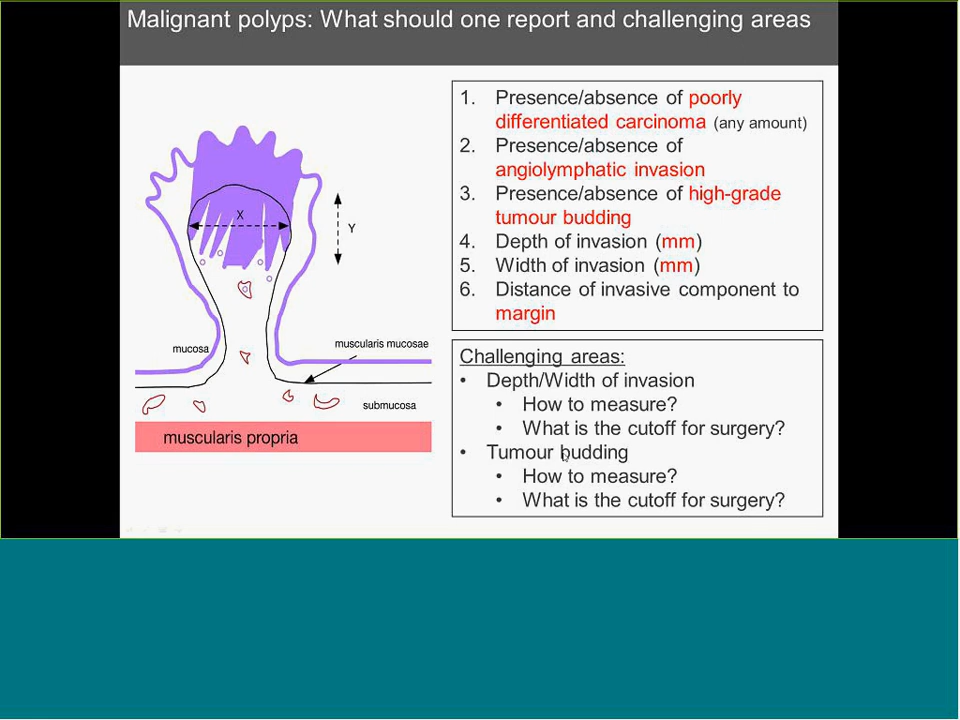 Malignant polyps: What should one report and challenging areas
X
Y
mucosa
muscularis mucosae
submucosa
muscularis propria
1. Presence/absence of poorly
differentiated carcinoma (any amount)
2. Presence/absence of
angiolymphatic invasion
3. Presence/absence of high-grade
tumour budding
4. Depth of invasion (mm)
5. Width of invasion (mm)
6. Distance of invasive component to
margin
Challenging areas:
• Depth/Width of invasion
• How to measure?
• What is the cutoff for surgery?
• Tumour budding
• How to measure?
• What is the cutoff for surgery?